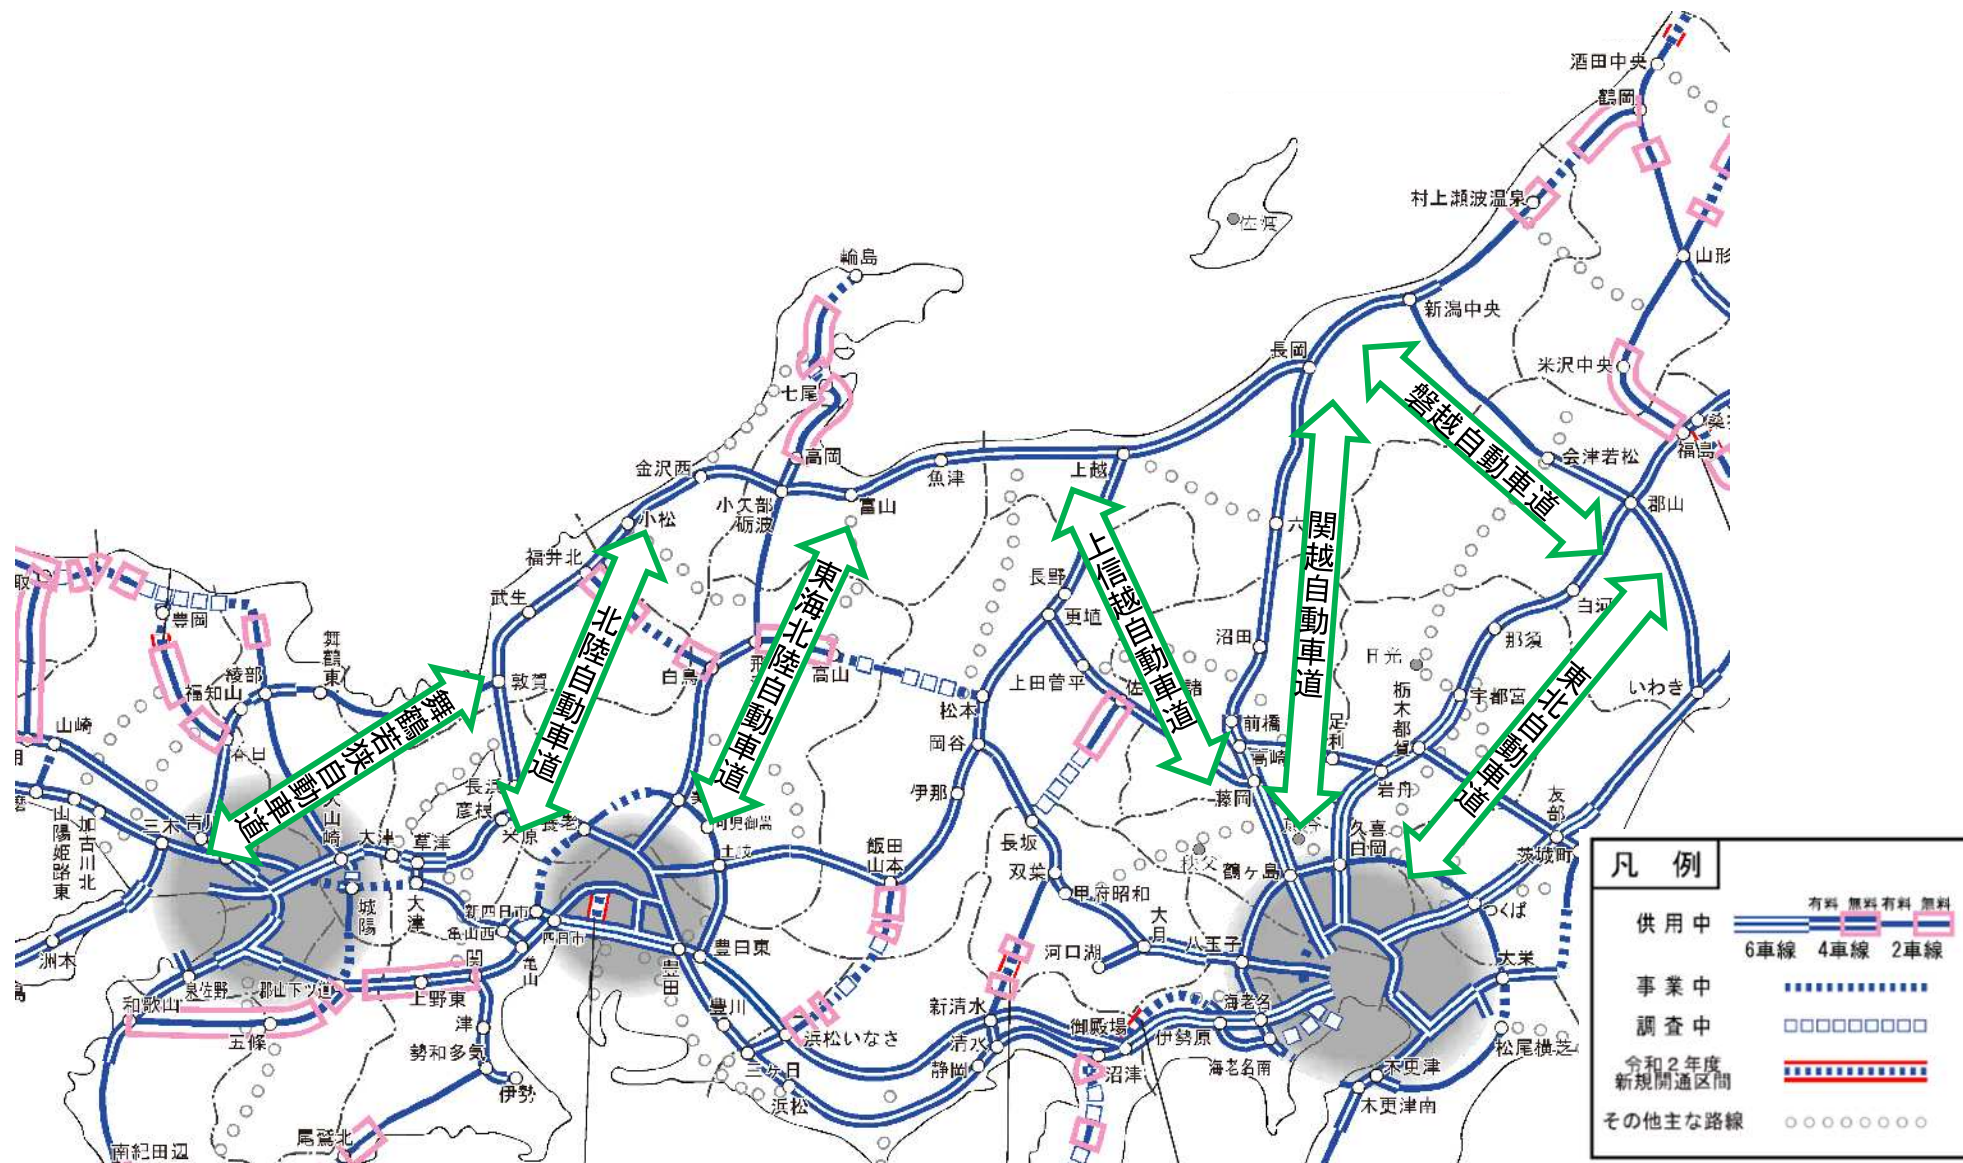 酒田中央
鶴岡
村上瀬波温泉
佐渡
山形
輪島
新潟中央
長岡
米沢中央
七尾
磐越自動車道
福島
会津若松
高岡
金沢西
上越
魚津
小矢部
砺波
富山
郡山
小松
関越自動車道
福井北
上信越自動車道
東海北陸自動車道
長野
白河
武生
北陸自動車道
豊岡
舞鶴東
更埴
沼田
那須
日光
東北自動車道
綾部
福知山
敦賀
白鳥
高山
上田菅平
栃木都賀
宇都宮
いわき
松本
舞鶴若狭自動車道
山崎
春日
岡谷
前橋
足利
高崎
長浜
彦根
米原
養老
可児御嵩
伊那
藤岡
岩舟
友部
山陽姫路東
加古川北
三木
大山崎
大津
草津
土岐
飯田山本
長坂
双葉
秩父
鶴ヶ島
久喜白岡
茨城町
城陽
大津
新四日市
亀山西
四日市
甲府昭和
つくば
洲本
亀山
豊田
豊田東
河口湖
大月
八王子
関
泉佐野
郡山下ツ道
上野東
大栄
和歌山
五條
津
豊川
浜松いなさ
新清水
清水
静岡
御殿場
伊勢原
海老名
海老名南
松尾横芝
勢和多気
伊勢
三ヶ日
浜松
沼津
木更津
木更津南
尾鷲北
南紀田辺
凡例
有料 無料 有料 無料
供用中
6車線 4車線 2車線
事業中
調査中
令和2年度
新規開通区間
その他主な路線